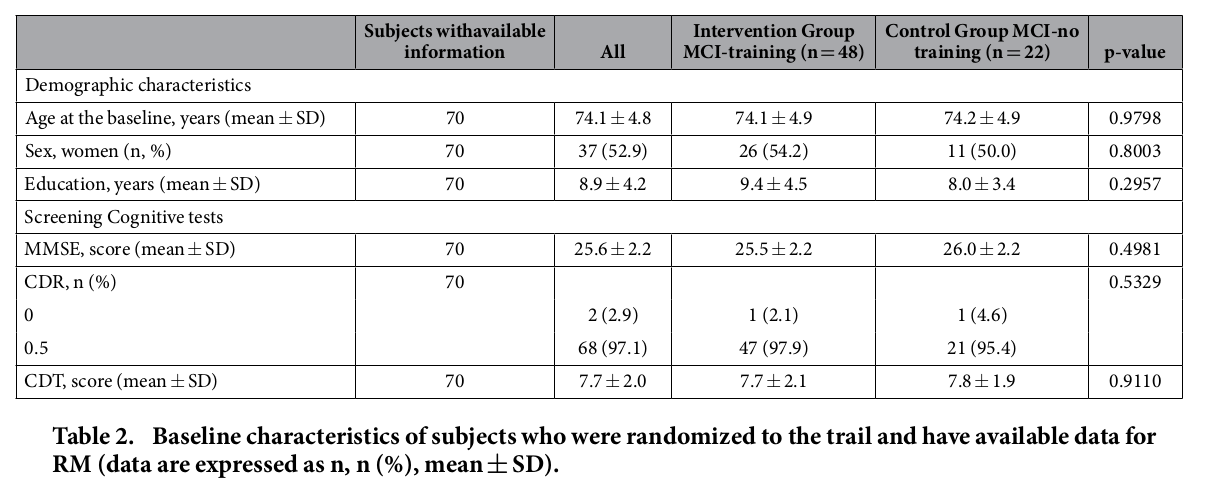 Subjects withavailable information | All | Intervention Group MCI-training (n = 48) | Control Group MCI-no training (n = 22) | p-value
Demographic characteristics
Age at the baseline, years (mean ± SD) | 70 | 74.1 ± 4.8 | 74.1 ± 4.9 | 74.2 ± 4.9 | 0.9798
Sex, women (n, %) | 70 | 37 (52.9) | 26 (54.2) | 11 (50.0) | 0.8003
Education, years (mean ± SD) | 70 | 8.9 ± 4.2 | 9.4 ± 4.5 | 8.0 ± 3.4 | 0.2957
Screening Cognitive tests
MMSE, score (mean ± SD) | 70 | 25.6 ± 2.2 | 25.5 ± 2.2 | 26.0 ± 2.2 | 0.4981
CDR, n (%) | 70 | 0.5329
0 | 2 (2.9) | 1 (2.1) | 1 (4.6)
0.5 | 68 (97.1) | 47 (97.9) | 21 (95.4)
CDT, score (mean ± SD) | 70 | 7.7 ± 2.0 | 7.7 ± 2.1 | 7.8 ± 1.9 | 0.9110
Table 2. Baseline characteristics of subjects who were randomized to the trail and have available data for
RM (data are expressed as n, n (%), mean ± SD).